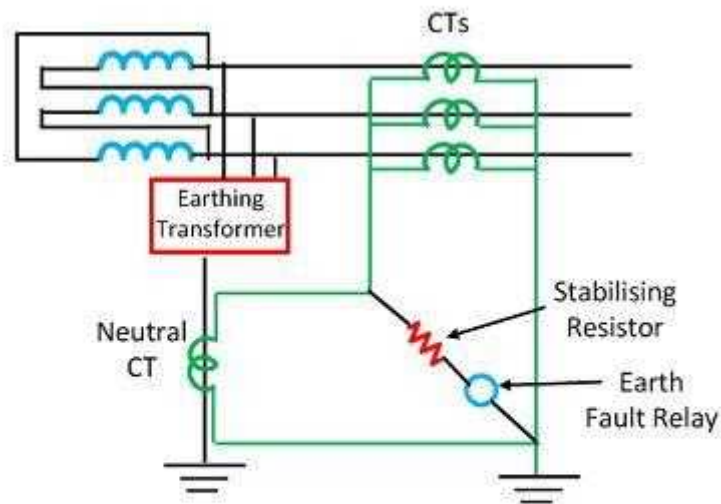 CTs
Earthing
Transformer
Neutral
CT
Stabilising
Resistor
Earth
Fault Relay